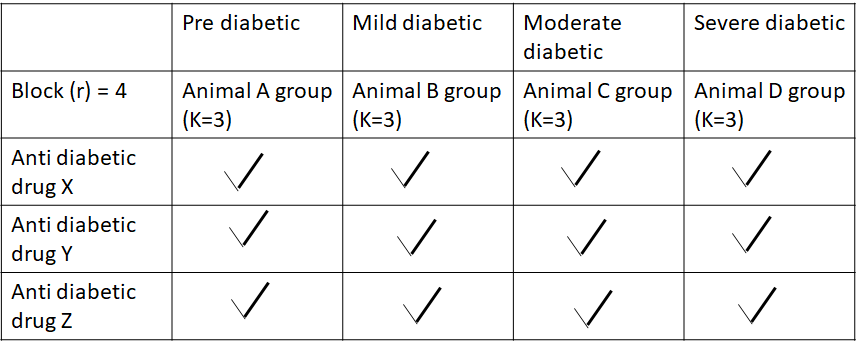 Pre diabetic
Mild diabetic
Moderate
diabetic
Severe diabetic
Block (r) = 4
Animal A group
(K=3)
Animal B group
(K=3)
Animal C group
(K=3)
Animal D group
(K=3)
Anti diabetic
drug X
Anti diabetic
drug Y
Anti diabetic
drug Z